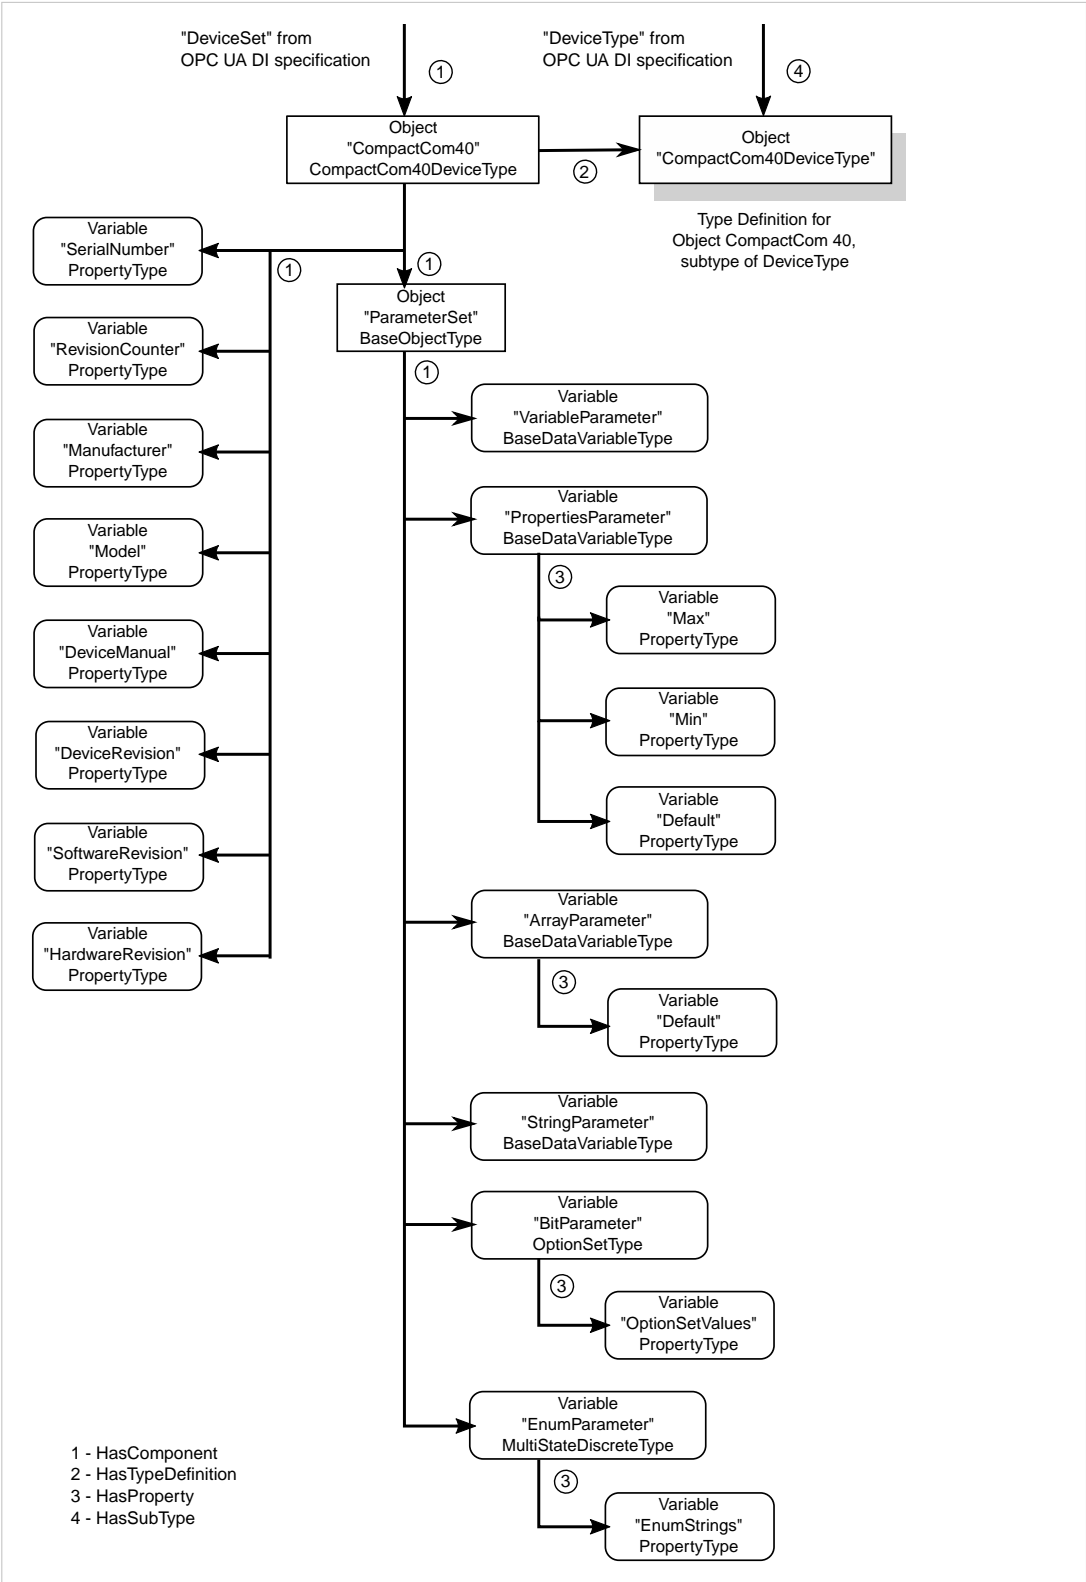 "DeviceSet" from
OPC UA DI specification
1
"DeviceType" from
OPC UA DI specification
4
Object
"CompactCom40"
CompactCom40DeviceType
2
Object
"CompactCom40DeviceType"
Type Definition for
Object CompactCom 40,
subtype of DeviceType
Variable
"SerialNumber"
PropertyType
1
1
Object
"ParameterSet"
BaseObjectType
1
Variable
"RevisionCounter"
PropertyType
Variable
"Manufacturer"
PropertyType
Variable
"Model"
PropertyType
Variable
"DeviceManual"
PropertyType
Variable
"DeviceRevision"
PropertyType
Variable
"SoftwareRevision"
PropertyType
Variable
"HardwareRevision"
PropertyType
Variable
"VariableParameter"
BaseDataVariableType
Variable
"PropertiesParameter"
BaseDataVariableType
3
Variable
"Max"
PropertyType
Variable
"Min"
PropertyType
Variable
"Default"
PropertyType
Variable
"ArrayParameter"
BaseDataVariableType
3
Variable
"Default"
PropertyType
Variable
"StringParameter"
BaseDataVariableType
Variable
"BitParameter"
OptionSetType
3
Variable
"OptionSetValues"
PropertyType
Variable
"EnumParameter"
MultiStateDiscreteType
3
Variable
"EnumStrings"
PropertyType
1 - HasComponent
2 - HasTypeDefinition
3 - HasProperty
4 - HasSubType